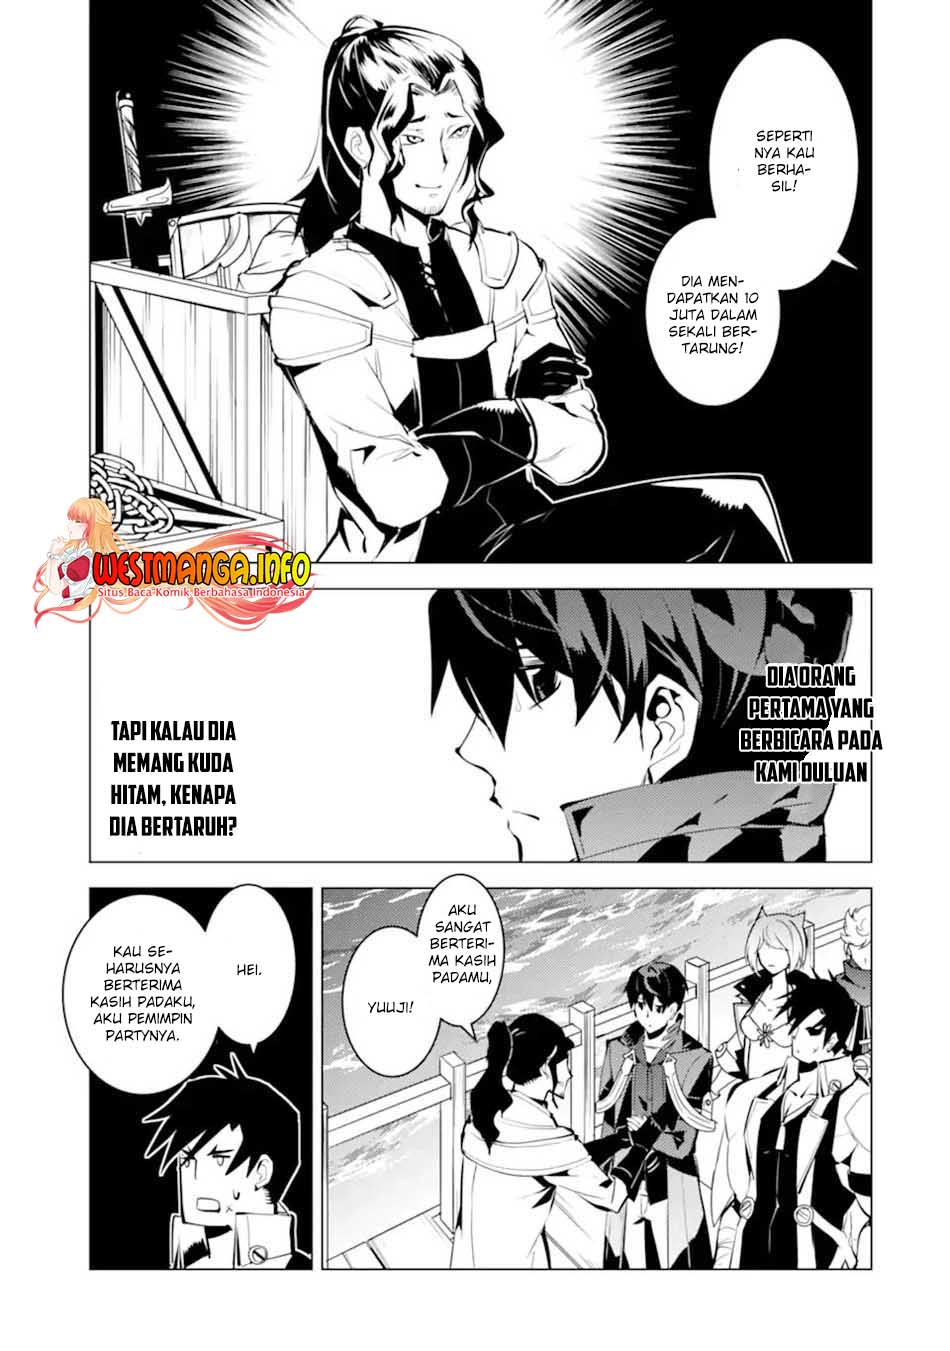 SEPERTI
NYA KAU
BERHA-
SIL!
DIA MEN-
DAPATKAN 10
JUTA DALAM
SEKALI BER-
TARUNG!
WESTMANGA.INFO
Situs Baca Komik Berbahasa Indonesia
DIA ORANG
PERTAMA YANG
BERBICARA PADA
KAMI DULUAN
TAPI KALAU DIA
MEMANG KUDA
HITAM, KENAPA
DIA BERTARUH?
AKU
SANGAT
BERTERI-
MA KASIH
PADAMU,
YUUJI!
HEI.
KAU SE-
HARUSNYA
BERTERIMA
KASIH PADAKU,
AKU PEMIMPIN
PARTYNYA.